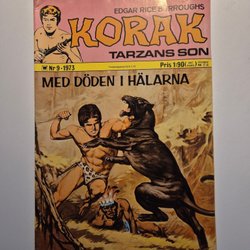 EDGAR RICE BURROUGHS
KORAK
TARZANS SON
W Nr 9 - 1973
Pris 1:90
MED DÖDEN I HÄLARNA